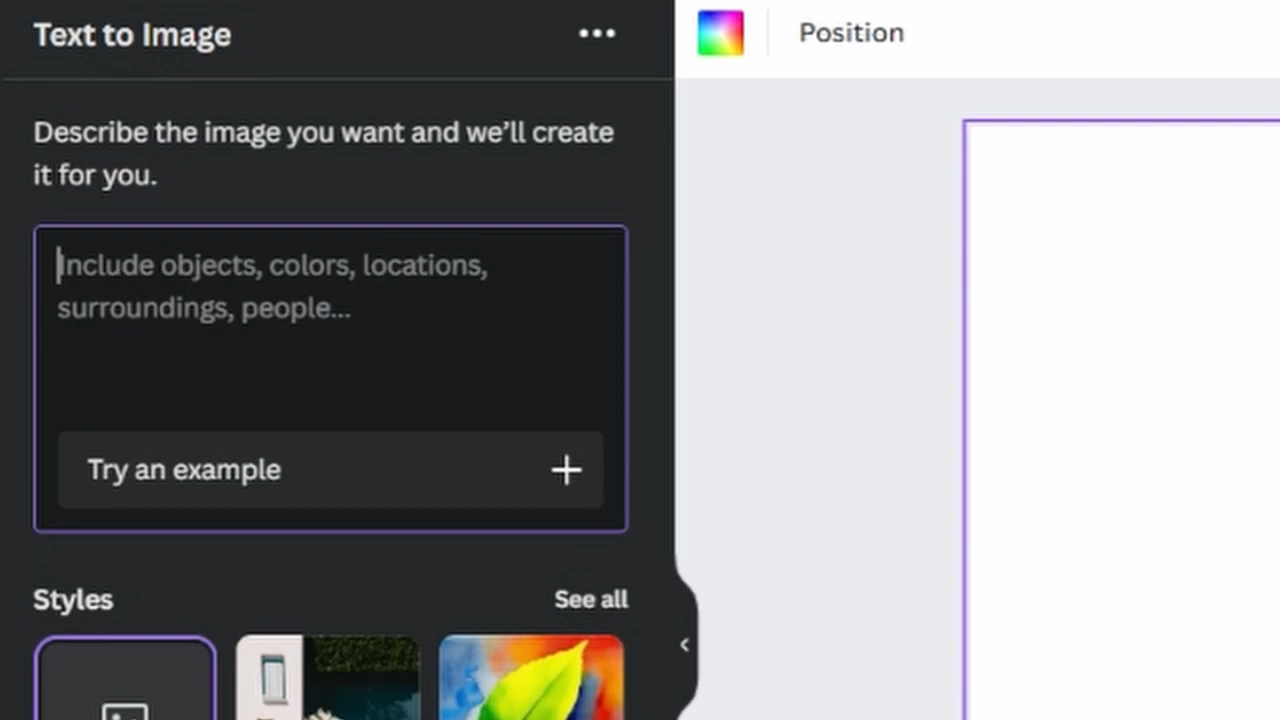 Text to Image
Position
Describe the image you want and we’ll create
it for you.
Include objects, colors, locations,
surroundings, people...
Try an example
Styles
See all